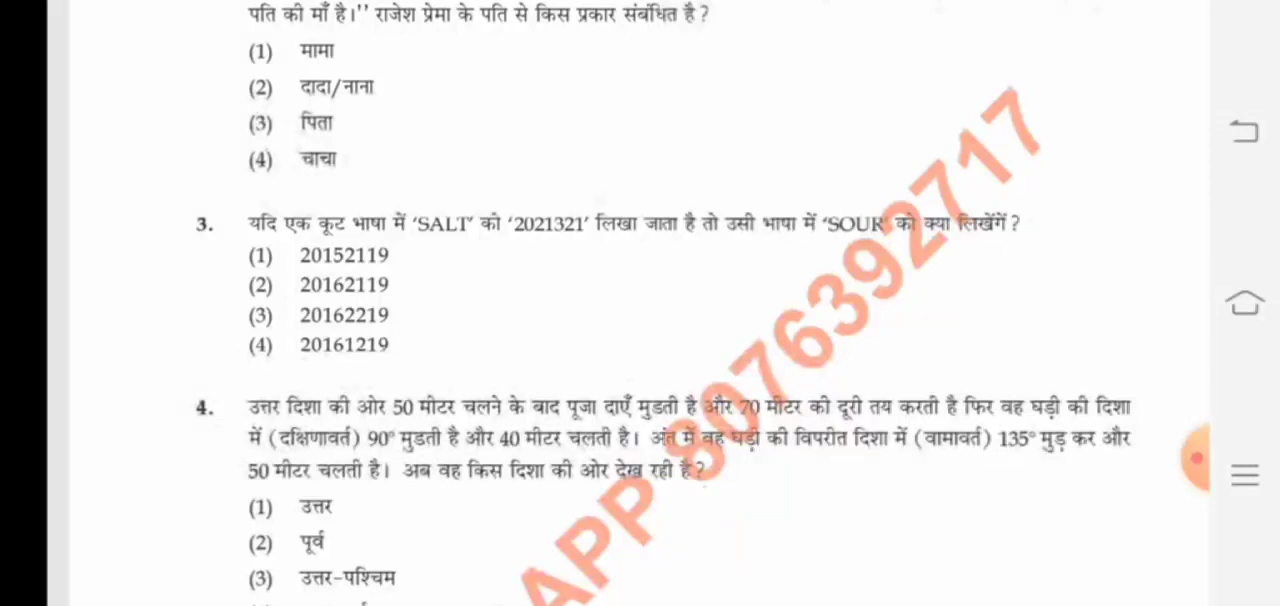 पति की माँ है।'' राजेश प्रेमा के पति से किस प्रकार संबंधित है ?
(1) मामा
(2) दादा/नाना
(3) पिता
(4) चाचा
3. यदि एक कूट भाषा में 'SALT' को '2021321' लिखा जाता है तो उसी भाषा में 'SOUR' को क्या लिखेंगें ?
(1) 20152119
(2) 20162119
(3) 20162219
(4) 20161219
4. उत्तर दिशा की ओर 50 मीटर चलने के बाद पूजा दाएँ मुडती है और 70 मीटर की दूरी तय करती है फिर वह घड़ी की दिशा
में (दक्षिणावर्त) 90° मुडती है और 40 मीटर चलती है। अंत में वह घड़ी की विपरीत दिशा में (वामावर्त) 135° मुड़ कर और
50 मीटर चलती है। अब वह किस दिशा की ओर देख रही है ?
(1) उत्तर
(2) पूर्व
(3) उत्तर-पश्चिम
APP 8076392717